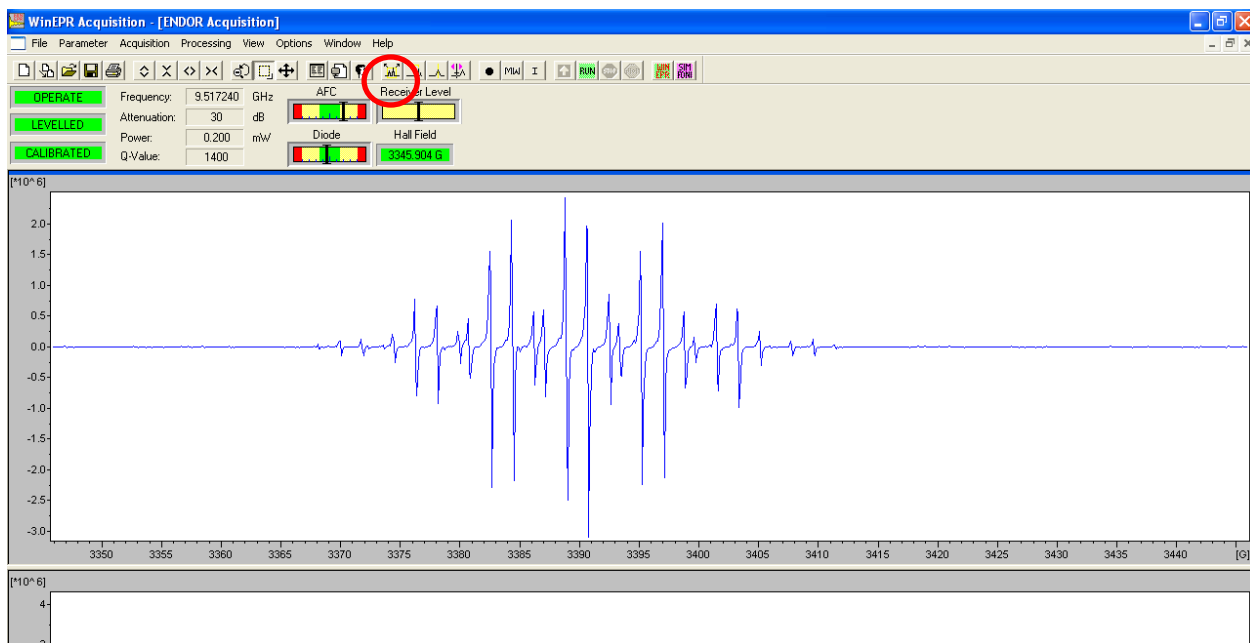 WinEPR Acquisition - [ENDOR Acquisition]
File Parameter Acquisition Processing View Options Window Help
MW I RUN WIN EPR SIM FONI
OPERATE Frequency: 9.517240 GHz AFC Receiver Level
LEVELLED Attenuation: 30 dB
Power: 0.200 mW Diode Hall Field
CALIBRATED Q-Value: 1400 3345.904 G
[*10^6]
2.0
1.5
1.0
0.5
0.0
-0.5
-1.0
-1.5
-2.0
-2.5
-3.0
3350 3355 3360 3365 3370 3375 3380 3385 3390 3395 3400 3405 3410 3415 3420 3425 3430 3435 3440 [G]
[*10^6]
4